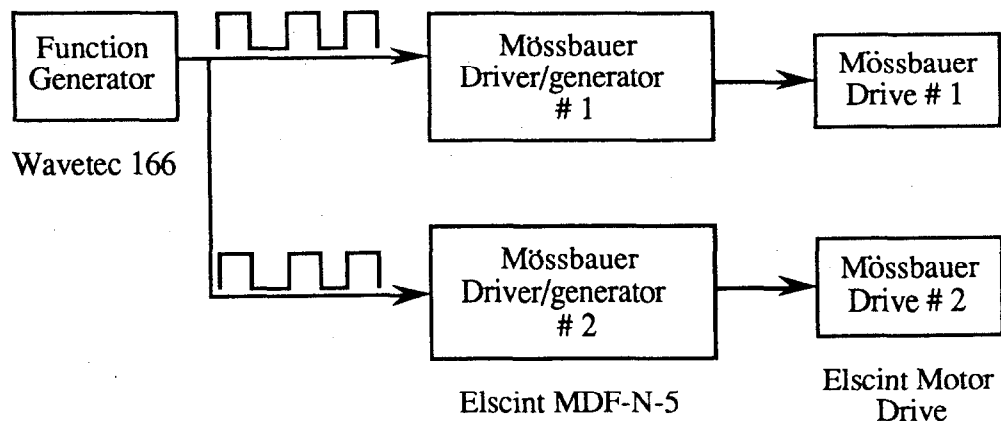 Function
Generator
Mössbauer
Driver/generator
# 1
Mössbauer
Drive # 1
Wavetec 166
Mössbauer
Driver/generator
# 2
Mössbauer
Drive # 2
Elscint MDF-N-5
Elscint Motor
Drive